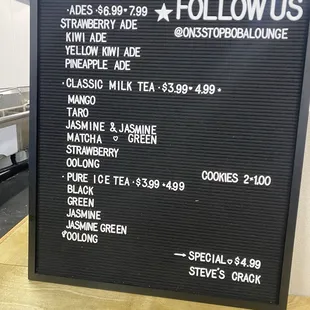 ·ADES ·$6.99· 7.99
STRAWBERRY ADE
KIWI ADE
YELLOW KIWI ADE
PINEAPPLE ADE
★FOLLOW US
@ON3STOPBOBALOUNGE
·CLASSIC MILK TEA ·$3.99· 4.99 ·
MANGO
TARO
JASMINE & JASMINE GREEN
MATCHA ♡
STRAWBERRY
OOLONG
·PURE ICE TEA ·$3.99 ·4.99
BLACK
GREEN
JASMINE
JASMINE GREEN
OOLONG
COOKIES 2-1.00
→SPECIAL♡$4.99
STEVE'S CRACK